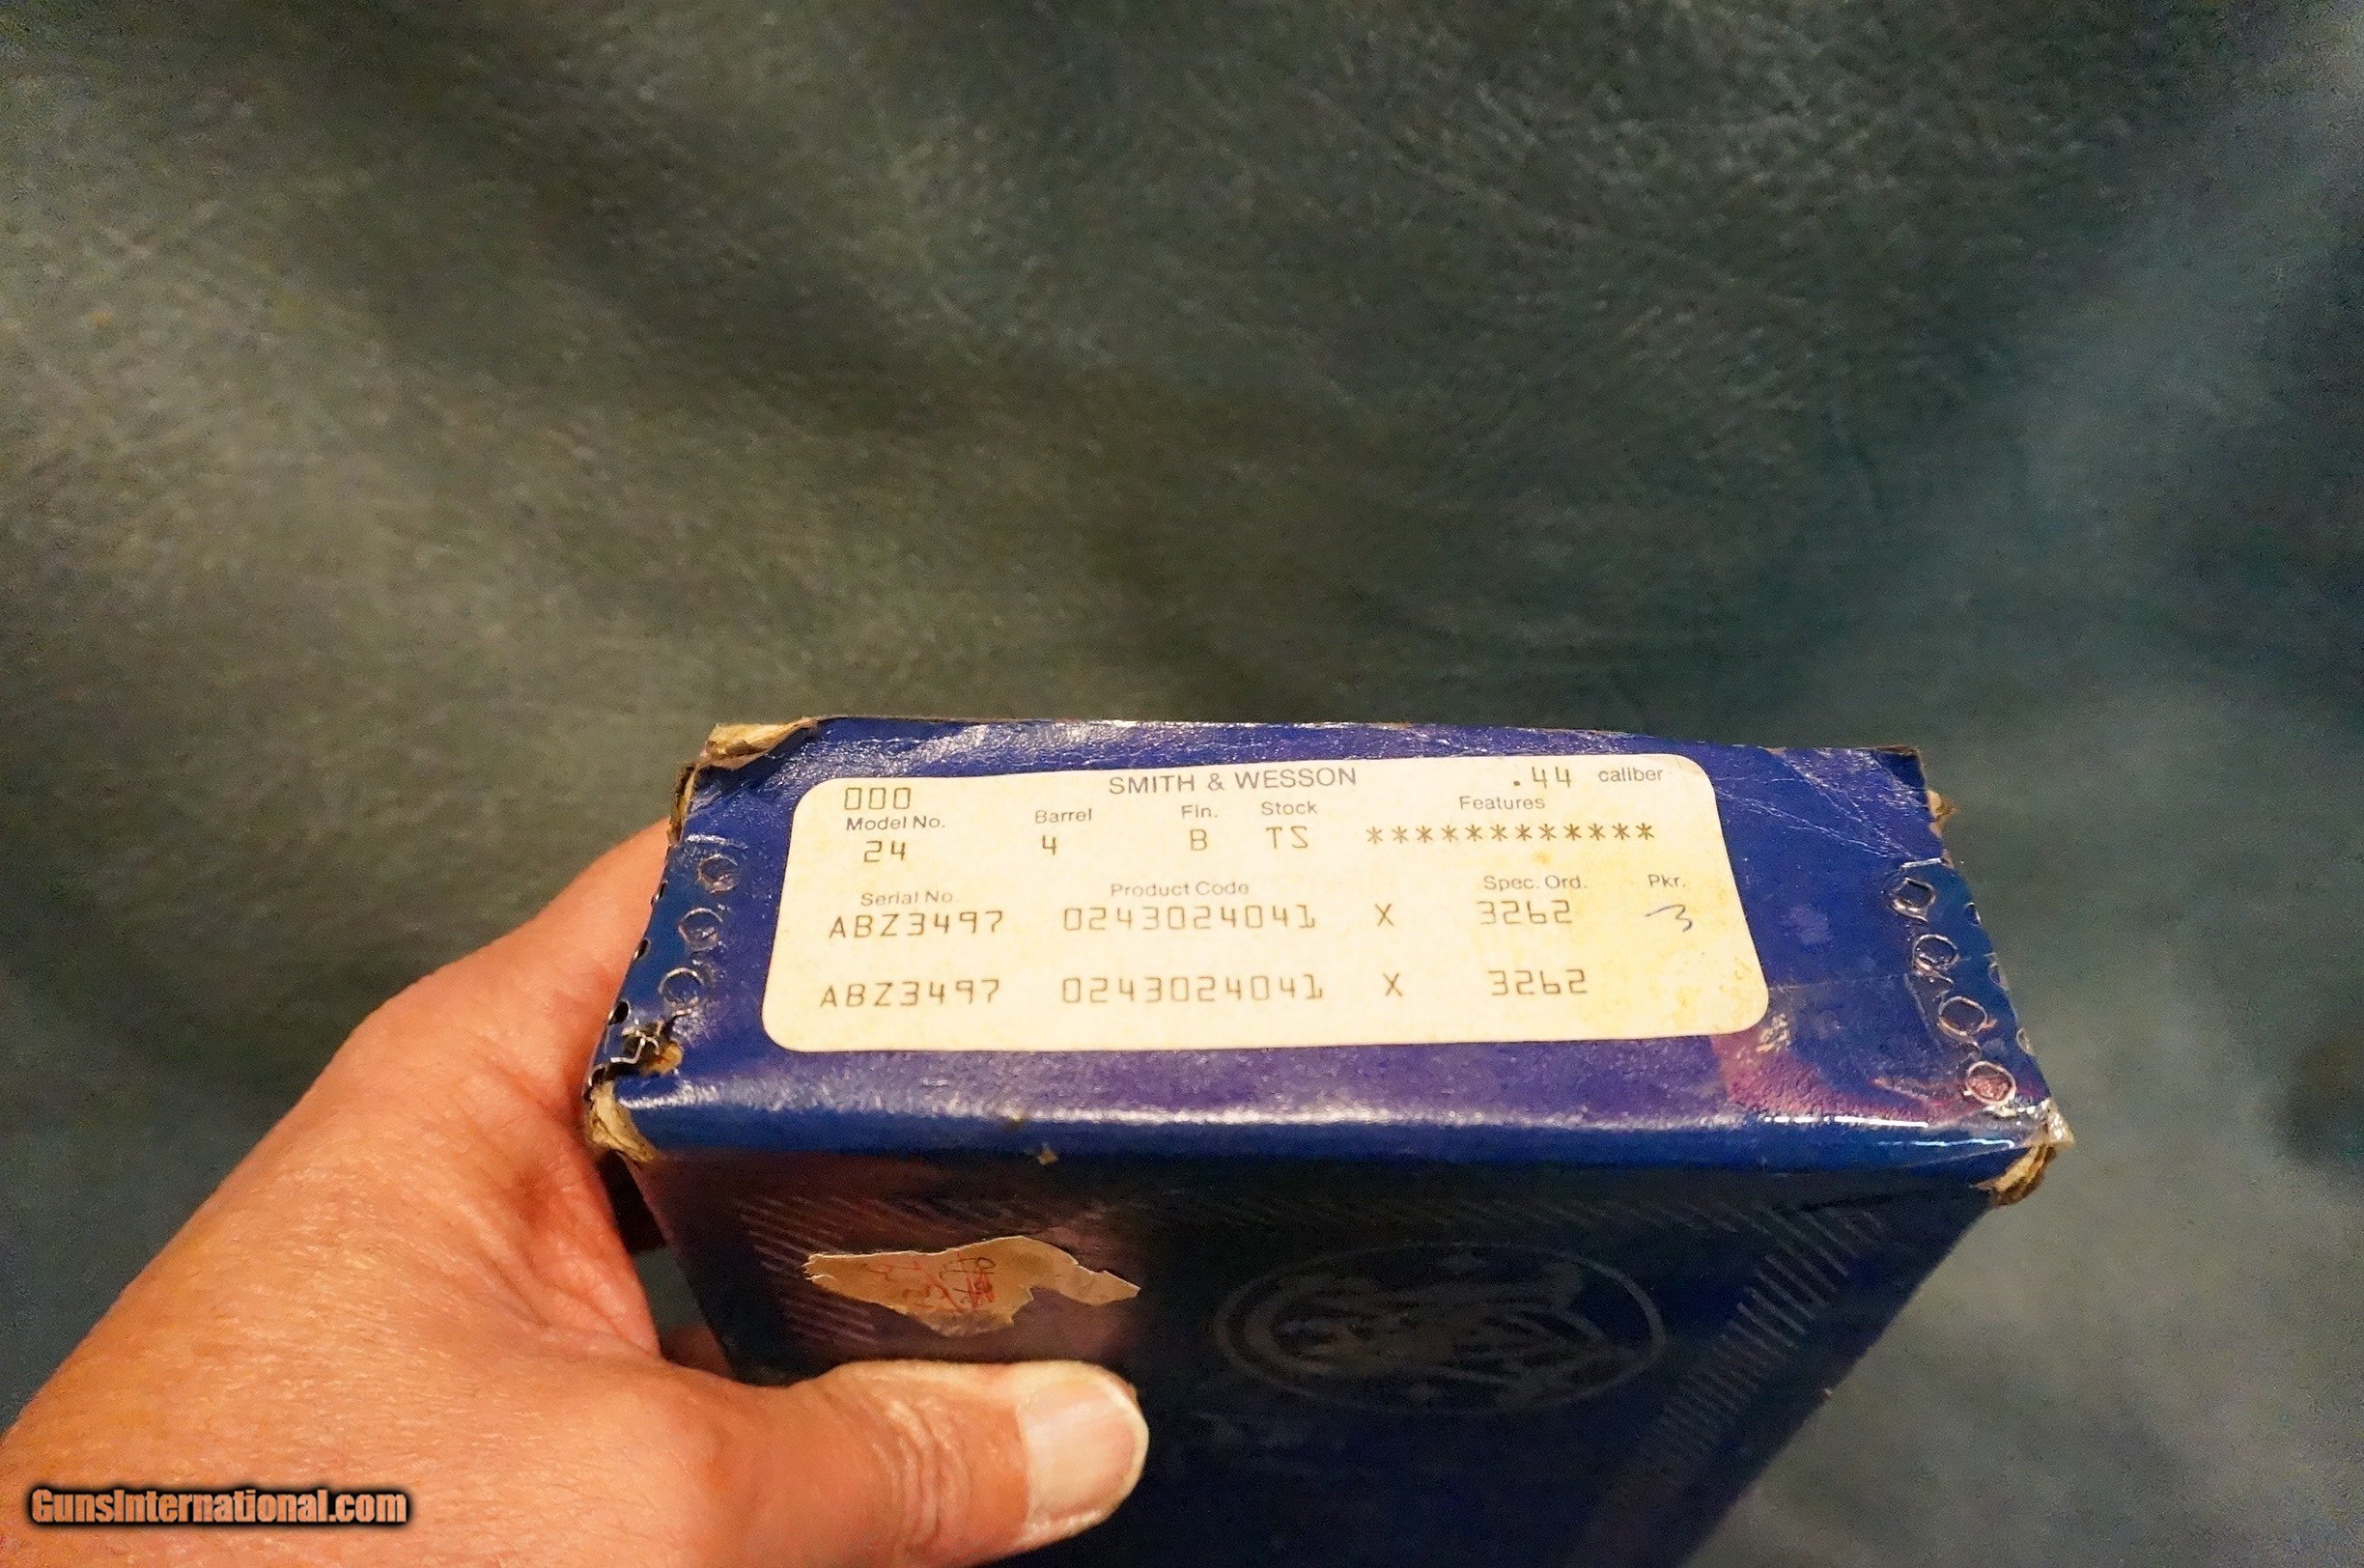 SMITH & WESSON .44 caliber
000
Model No. Barrel Fin. Stock Features
24 4 B TS ************
Serial No. Product Code Spec. Ord. Pkr.
ABZ3497 0243024041 X 3262 3
ABZ3497 0243024041 X 3262
GunsInternational.com